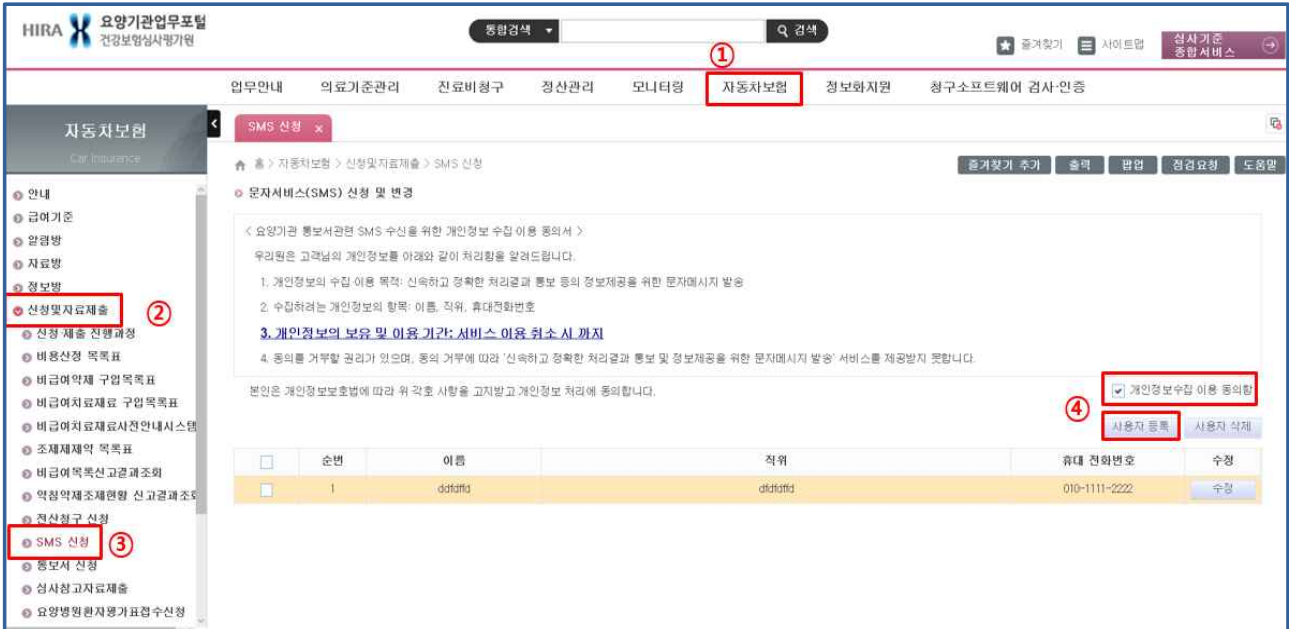 HIRA 요양기관업무포털
건강보험심사평가원
통합검색
검색
즐겨찾기
사이트맵
심사기준
종합서비스
①
업무안내 의료기준관리 진료비청구 정산관리 모니터링 자동차보험 정보화지원 청구소프트웨어 검사·인증
자동차보험
Car Insurance
안내
급여기준
알림방
자료방
정보방
신청및자료제출
②
신청·제출 진행과정
비용산정 목록표
비급여약제 구입목록표
비급여치료재료 구입목록표
비급여치료재료사전안내시스템
조제제제약 목록표
비급여목록신고결과조회
약침약제조제현황 신고결과조회
전산청구 신청
SMS 신청
③
통보서 신청
심사참고자료제출
요양병원환자평가표접수신청
SMS 신청 x
홈 > 자동차보험 > 신청및자료제출 > SMS 신청
즐겨찾기 추가 출력 팝업 점검요청 도움말
문자서비스(SMS) 신청 및 변경
< 요양기관 통보서관련 SMS 수신을 위한 개인정보 수집 이용 동의서 >
우리원은 고객님의 개인정보를 아래와 같이 처리함을 알려드립니다.
1. 개인정보의 수집 이용 목적: 신속하고 정확한 처리결과 통보 등의 정보제공을 위한 문자메시지 발송
2. 수집하려는 개인정보의 항목: 이름, 직위, 휴대전화번호
3. 개인정보의 보유 및 이용 기간: 서비스 이용 취소 시 까지
4. 동의를 거부할 권리가 있으며, 동의 거부에 따라 '신속하고 정확한 처리결과 통보 및 정보제공을 위한 문자메시지 발송' 서비스를 제공받지 못합니다.
본인은 개인정보보호법에 따라 위 각호 사항을 고지받고 개인정보 처리에 동의합니다.
개인정보수집 이용 동의함
④
사용자 등록 사용자 삭제
순번 이름 직위 휴대 전화번호 수정
1 ddfdffd dfdfdffd 010-1111-2222 수정